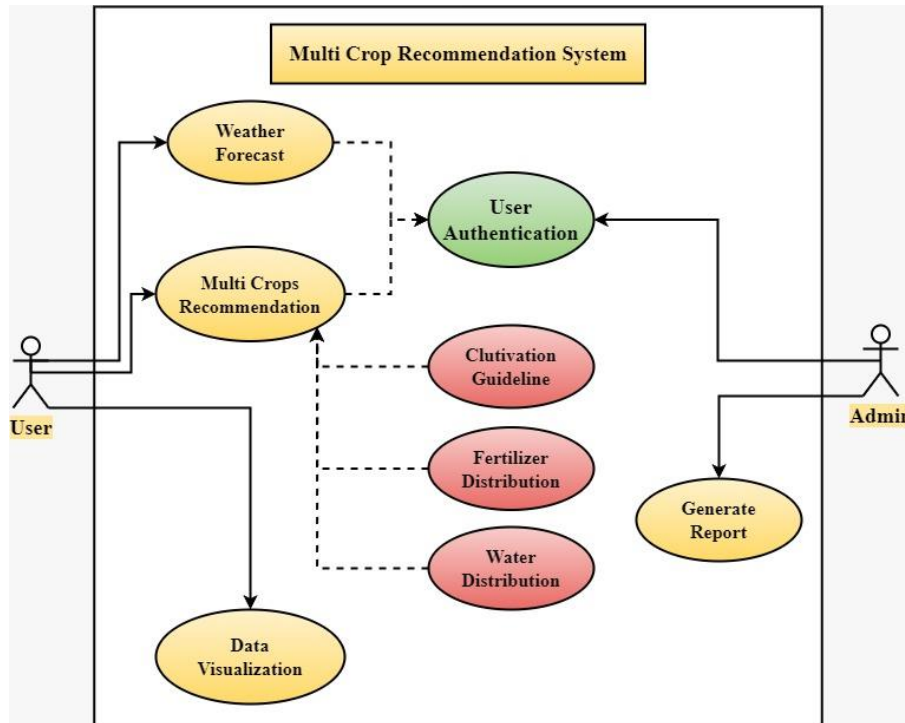 Multi Crop Recommendation System
Weather
Forecast
User
Authentication
Multi Crops
Recommendation
Clutivation
Guideline
User
Admin
Fertilizer
Distribution
Generate
Report
Water
Distribution
Data
Visualization